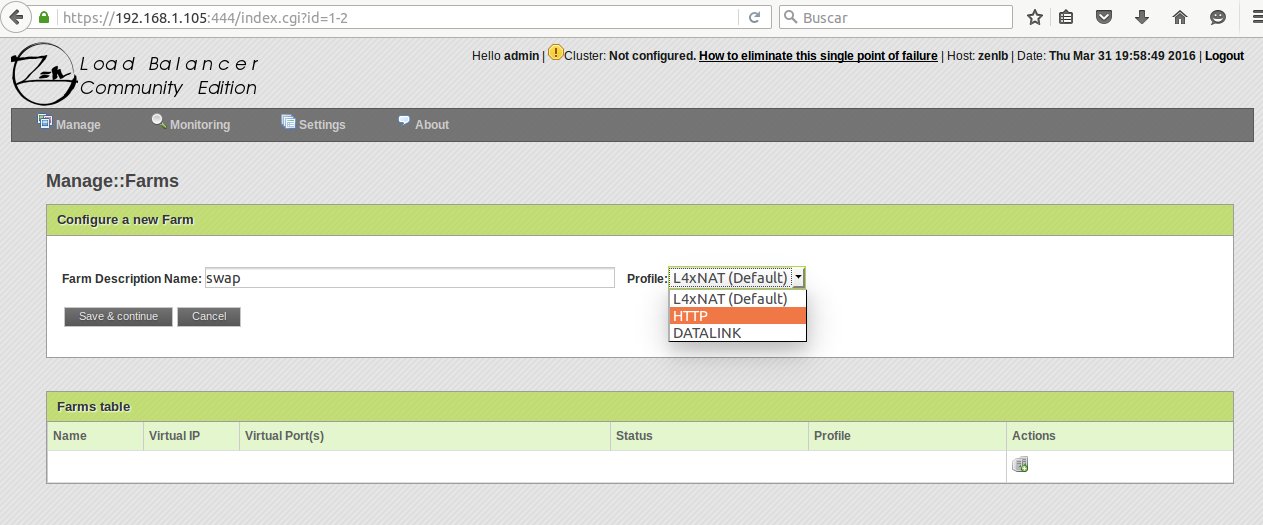 https://192.168.1.105:444/index.cgi?id=1-2 Buscar
Zen Load Balancer
Community Edition
Hello admin | Cluster: Not configured. How to eliminate this single point of failure | Host: zenlb | Date: Thu Mar 31 19:58:49 2016 | Logout
Manage Monitoring Settings About
Manage::Farms
Configure a new Farm
Farm Description Name: swap Profile: L4xNAT (Default)
L4xNAT (Default)
HTTP
DATALINK
Save & continue Cancel
Farms table
Name Virtual IP Virtual Port(s) Status Profile Actions